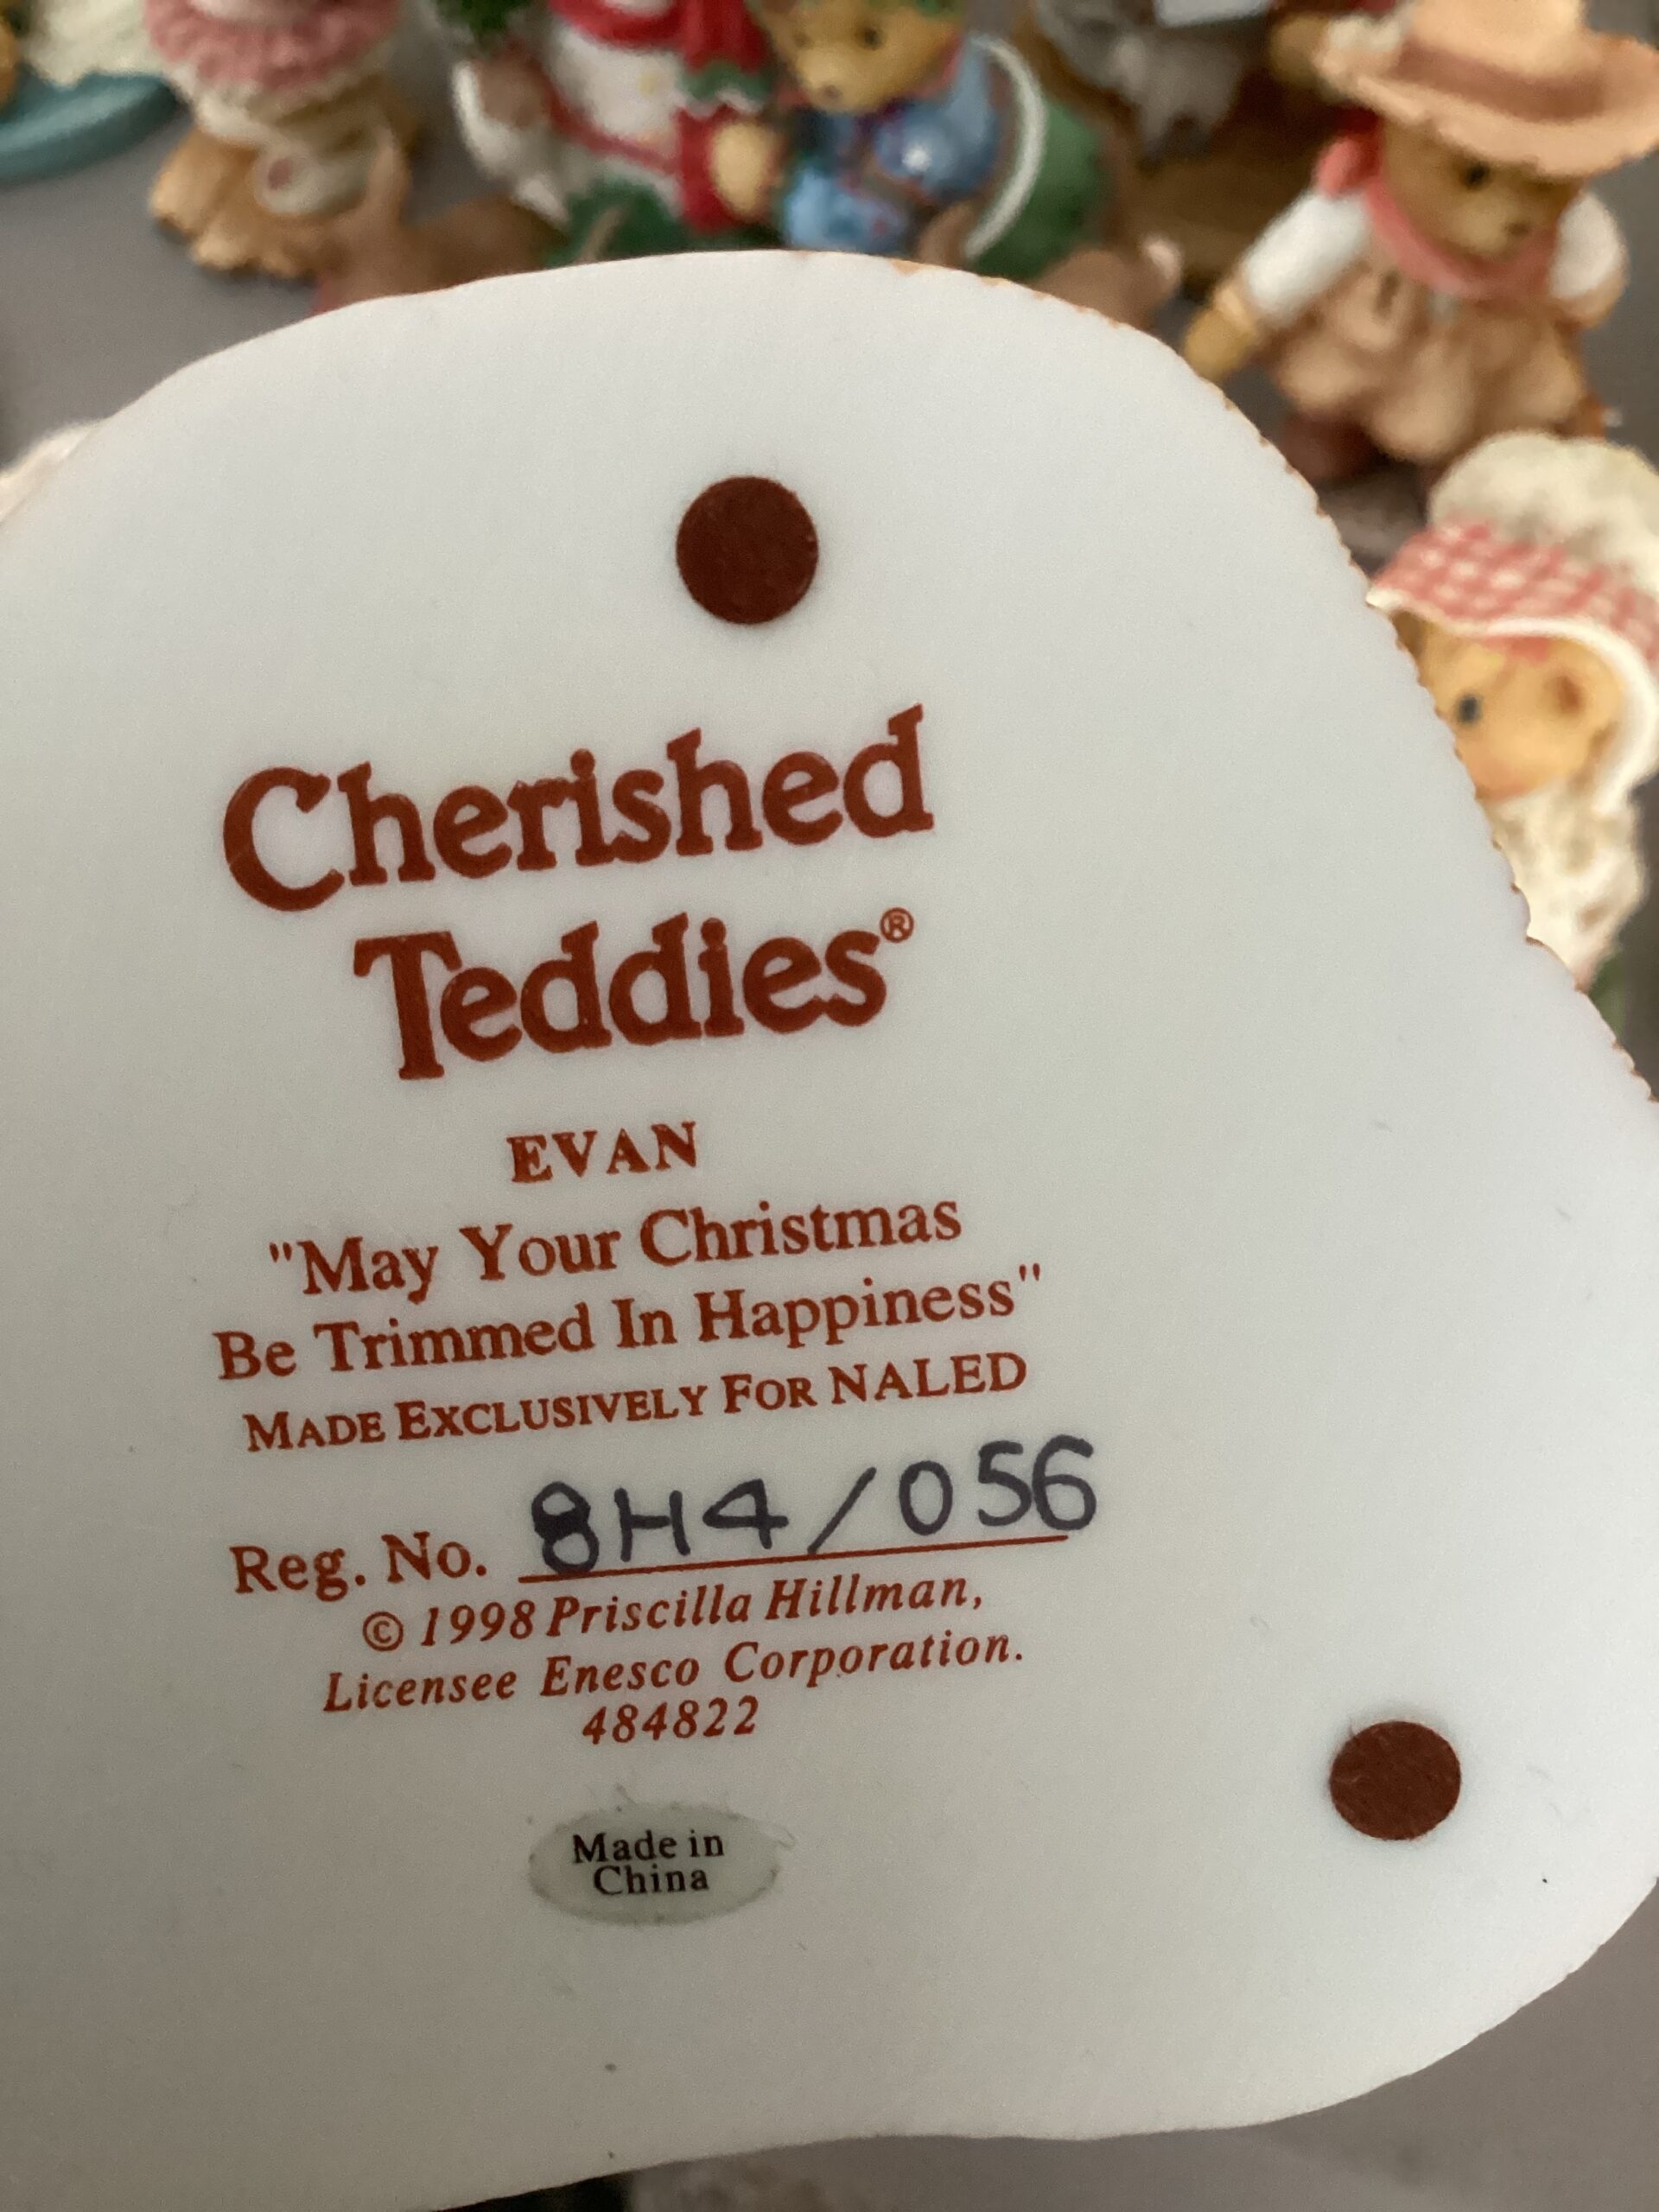 Cherished
Teddies®
EVAN
"May Your Christmas
Be Trimmed In Happiness"
MADE EXCLUSIVELY FOR NALED
Reg. No. 8H4/056
© 1998 Priscilla Hillman,
Licensee Enesco Corporation.
484822
Made in
China